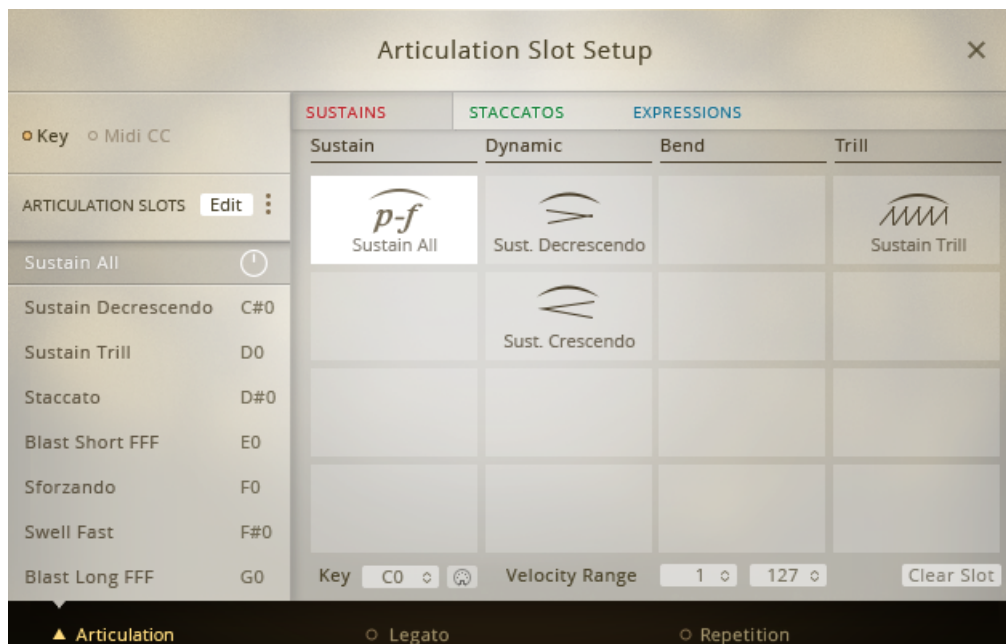 Articulation Slot Setup
Key Midi CC
SUSTAINS STACCATOS EXPRESSIONS
Sustain Dynamic Bend Trill
ARTICULATION SLOTS Edit
p-f
Sustain All Sust. Decrescendo Sustain Trill
Sust. Crescendo
Sustain All
Sustain Decrescendo C#0
Sustain Trill D0
Staccato D#0
Blast Short FFF E0
Sforzando F0
Swell Fast F#0
Blast Long FFF G0
Key C0 Velocity Range 1 127 Clear Slot
Articulation Legato Repetition